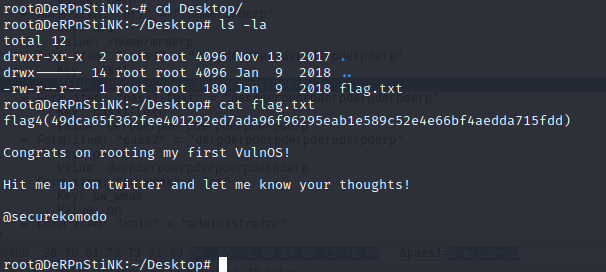 root@DeRPnStiNK:~# cd Desktop/
root@DeRPnStiNK:~/Desktop# ls -la
total 12
drwxr-xr-x  2 root root 4096 Nov 13  2017 .
drwx------ 14 root root 4096 Jan  9  2018 ..
-rw-r--r--  1 root root  180 Jan  9  2018 flag.txt
root@DeRPnStiNK:~/Desktop# cat flag.txt
flag4(49dca65f362fee401292ed7ada96f96295eab1e589c52e4e66bf4aedda715fdd)
Congrats on rooting my first VulnOS!
Hit me up on twitter and let me know your thoughts!
@securekomodo
root@DeRPnStiNK:~/Desktop#